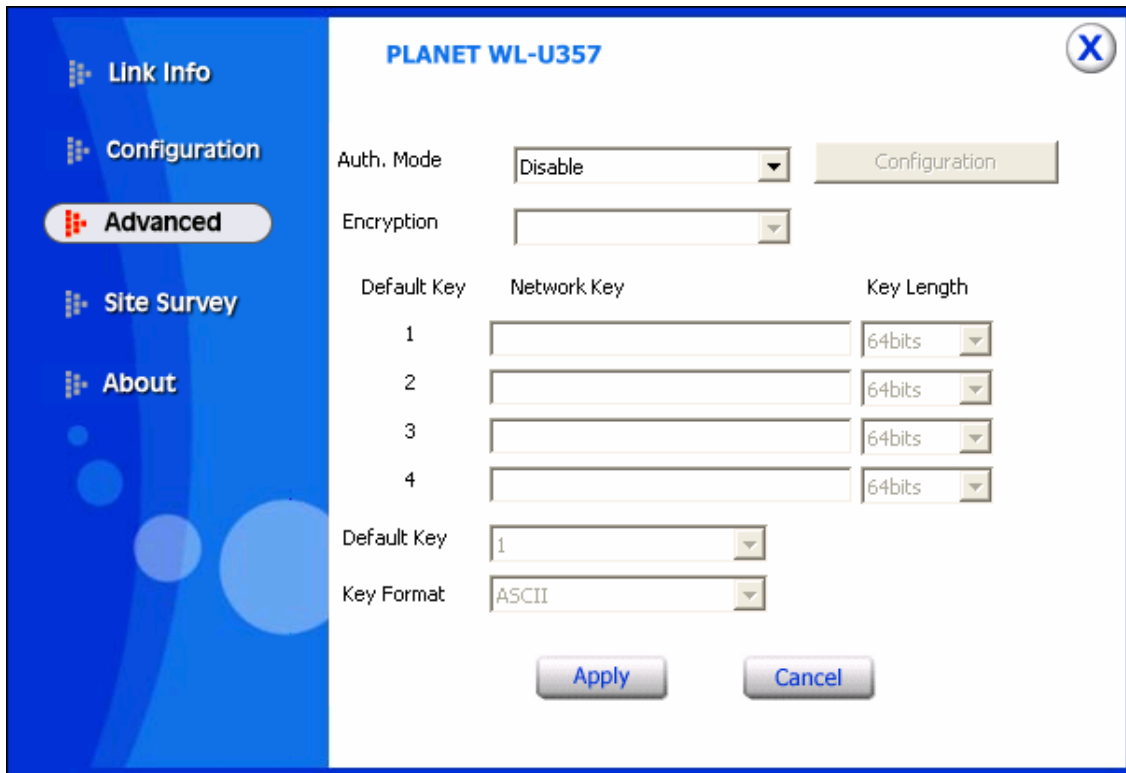 PLANET WL-U357
X
Link Info
Configuration
Advanced
Site Survey
About
Auth. Mode Disable Configuration
Encryption
Default Key Network Key Key Length
1 64bits
2 64bits
3 64bits
4 64bits
Default Key 1
Key Format ASCII
Apply Cancel